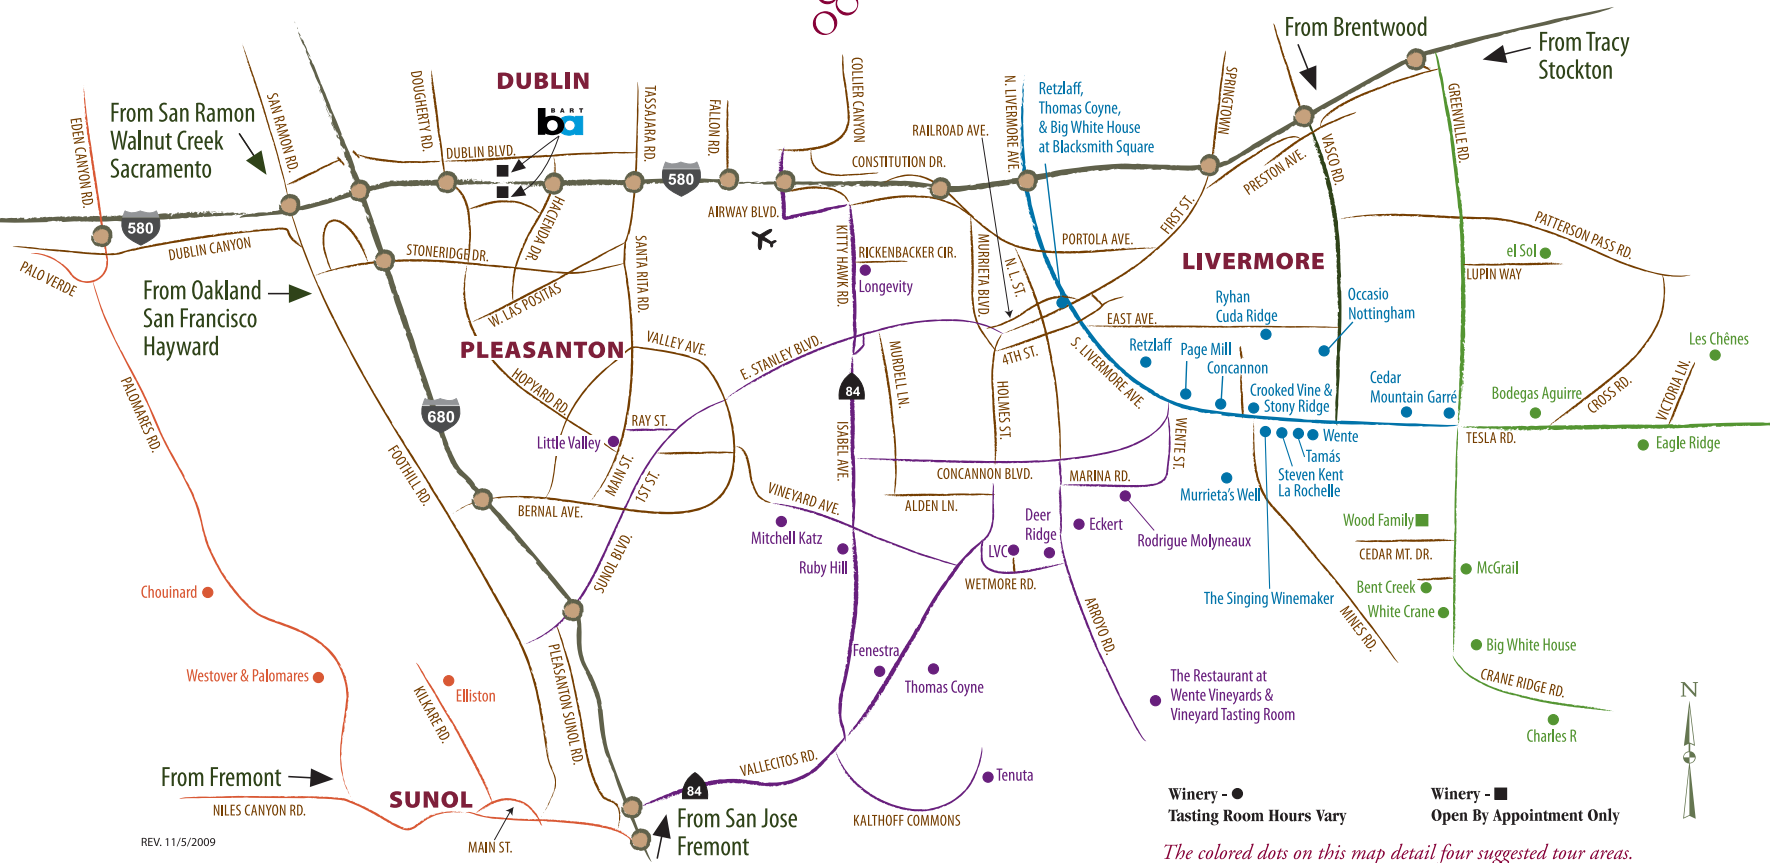 From Brentwood
From Tracy
Stockton
DUBLIN
BART
ba
From San Ramon
Walnut Creek
Sacramento
EDEN CANYON RD.
SAN RAMON RD.
DOUGHERTY RD.
DUBLIN BLVD.
TASSAJARA RD.
FALLON RD.
COLLIER CANYON
RAILROAD AVE.
CONSTITUTION DR.
N. LIVERMORE AVE.
Retzlaff,
Thomas Coyne,
& Big White House
at Blacksmith Square
SPRINGTOWN
PRESTON AVE.
VASCO RD.
GREENVILLE RD.
580
580
AIRWAY BLVD.
DUBLIN CANYON
PALO VERDE
STONERIDGE DR.
HACIENDA DR.
W. LAS POSITAS
SANTA RITA RD.
KITTY HAWK RD.
RICKENBACKER CIR.
Longevity
MURRIETA BLVD.
N. L. ST.
PORTOLA AVE.
FIRST ST.
LIVERMORE
PATTERSON PASS RD.
el Sol
LUPIN WAY
From Oakland
San Francisco
Hayward
PLEASANTON
VALLEY AVE.
HOPYARD RD.
E. STANLEY BLVD.
MURDELL LN.
4TH ST.
EAST AVE.
S. LIVERMORE AVE.
Ryhan
Cuda Ridge
Occasio
Nottingham
Retzlaff
Page Mill
Concannon
Crooked Vine &
Stony Ridge
Cedar
Mountain
Garré
Bodegas Aguirre
CROSS RD.
VICTORIA LN.
Les Chênes
PALOMARES RD.
680
84
RAY ST.
Little Valley
MAIN ST.
1ST ST.
ISABEL AVE.
HOLMES ST.
WENTE ST.
Wente
Tamás
Steven Kent
La Rochelle
TESLA RD.
Eagle Ridge
FOOTHILL RD.
BERNAL AVE.
VINEYARD AVE.
CONCANNON BLVD.
MARINA RD.
ALDEN LN.
Murrieta's Well
Mitchell Katz
Ruby Hill
LVC
Deer
Ridge
Eckert
Rodrigue Molyneaux
Wood Family
CEDAR MT. DR.
SUNOL BLVD.
WETMORE RD.
McGrail
Bent Creek
White Crane
Chouinard
The Singing Winemaker
ARROYO RD.
MINES RD.
Big White House
Westover & Palomares
KILKARE RD.
Elliston
PLEASANTON SUNOL RD.
Fenestra
Thomas Coyne
The Restaurant at
Wente Vineyards &
Vineyard Tasting Room
CRANE RIDGE RD.
Charles R
N
From Fremont
NILES CANYON RD.
SUNOL
MAIN ST.
84
VALLECITOS RD.
Tenuta
KALTHOFF COMMONS
From San Jose
Fremont
Winery -
Tasting Room Hours Vary
Winery -
Open By Appointment Only
REV. 11/5/2009
The colored dots on this map detail four suggested tour areas.